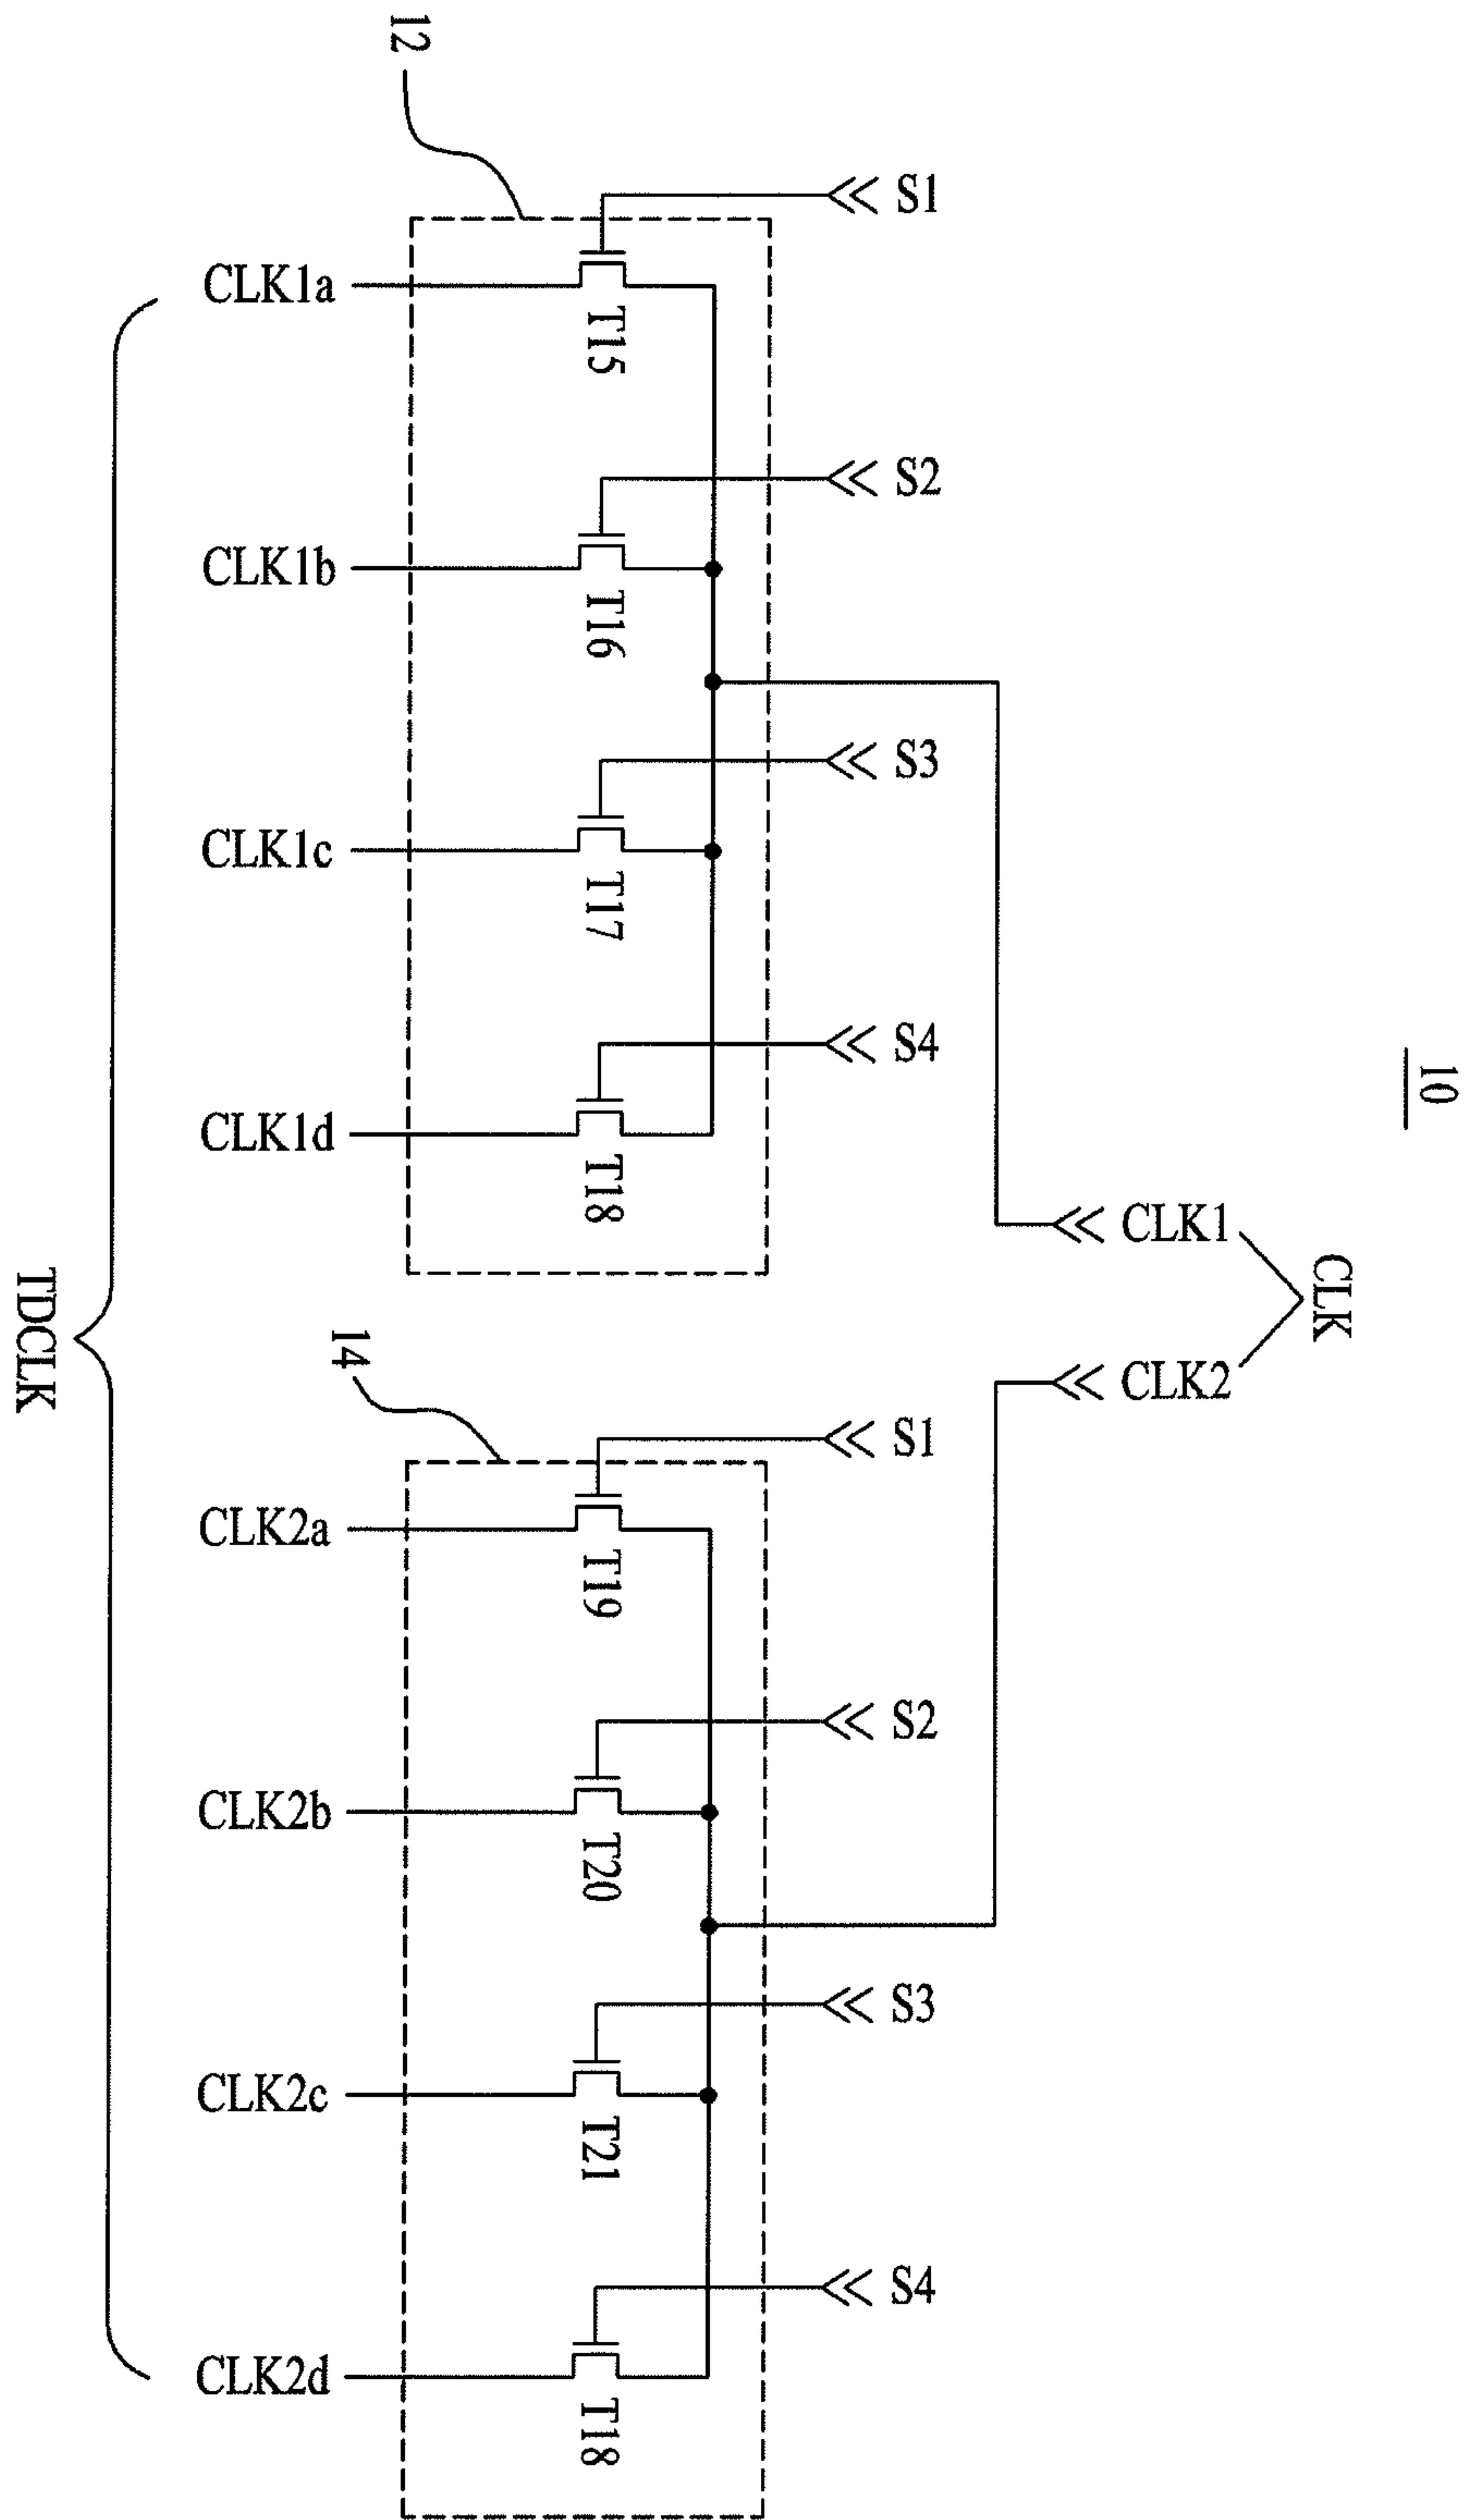 12
S1
CLK1a
T15
S2
CLK1b
T16
S3
CLK1c
T17
S4
CLK1d
T18
10
CLK1
CLK
CLK2
TDCLK
14
S1
CLK2a
T19
S2
CLK2b
T20
S3
CLK2c
T21
S4
CLK2d
T18